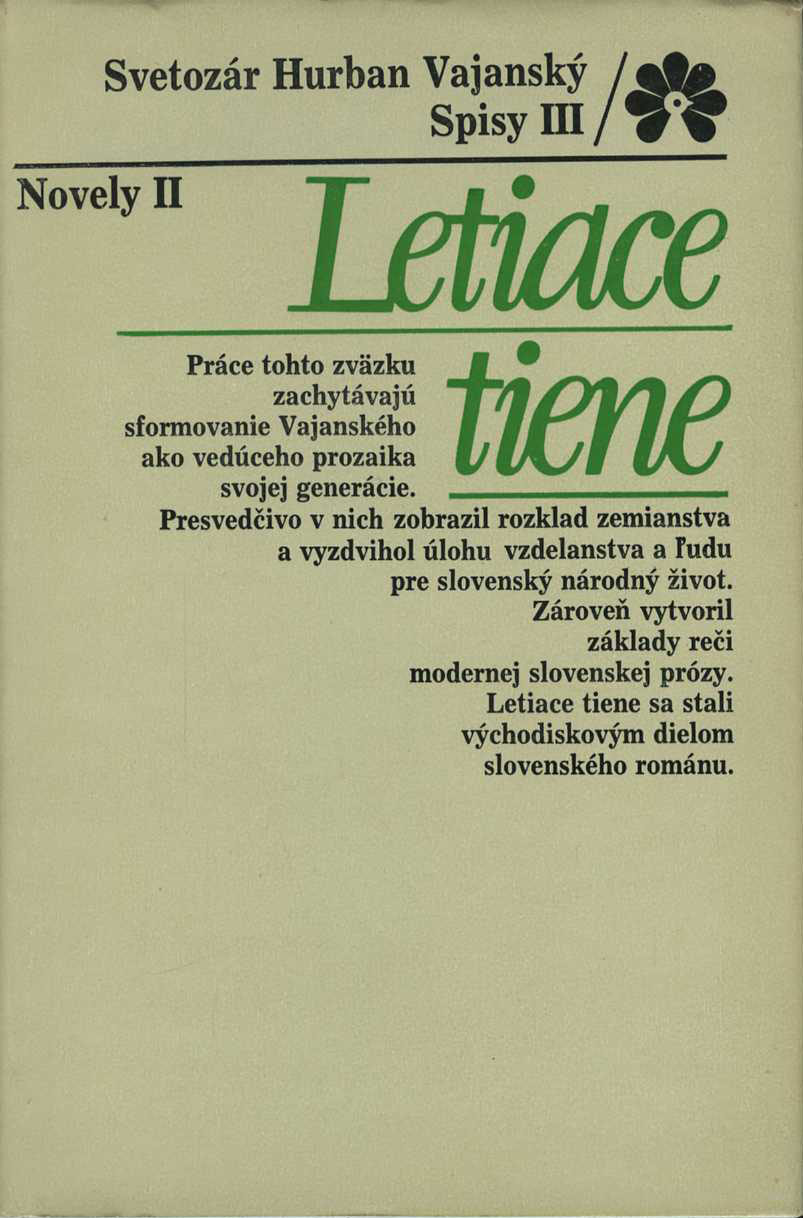 Svetozár Hurban Vajanský
Spisy III
Novely II
Letiace
tiene
Práce tohto zväzku
zachytávajú
sformovanie Vajanského
ako vedúceho prozaika
svojej generácie.
Presvedčivo v nich zobrazil rozklad zemianstva
a vyzdvihol úlohu vzdelanstva a ľudu
pre slovenský národný život.
Zároveň vytvoril
základy reči
modernej slovenskej prózy.
Letiace tiene sa stali
východiskovým dielom
slovenského románu.